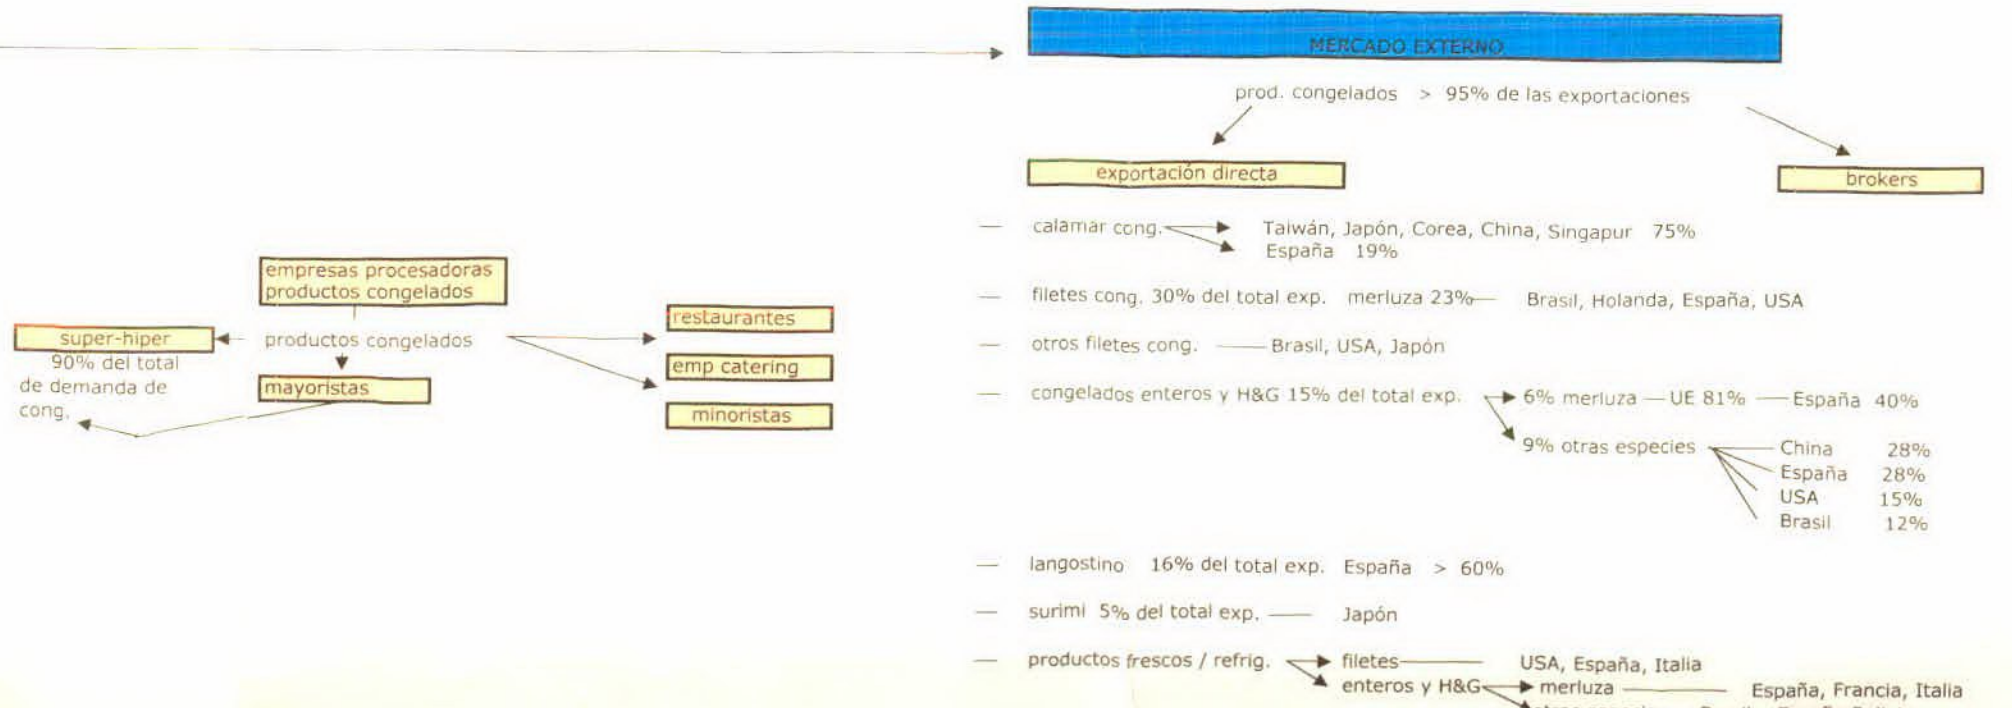 MERCADO EXTERNO
prod. congelados > 95% de las exportaciones
exportación directa
brokers
calamar cong. Taiwán, Japón, Corea, China, Singapur 75%
España 19%
filetes cong. 30% del total exp. merluza 23% Brasil, Holanda, España, USA
otros filetes cong. Brasil, USA, Japón
congelados enteros y H&G 15% del total exp. 6% merluza UE 81% España 40%
9% otras especies China 28%
España 28%
USA 15%
Brasil 12%
langostino 16% del total exp. España > 60%
surimi 5% del total exp. Japón
productos frescos / refrig. filetes USA, España, Italia
enteros y H&G merluza España, Francia, Italia
empresas procesadoras
productos congelados
super-hiper
90% del total
de demanda de
cong.
productos congelados
mayoristas
restaurantes
emp catering
minoristas